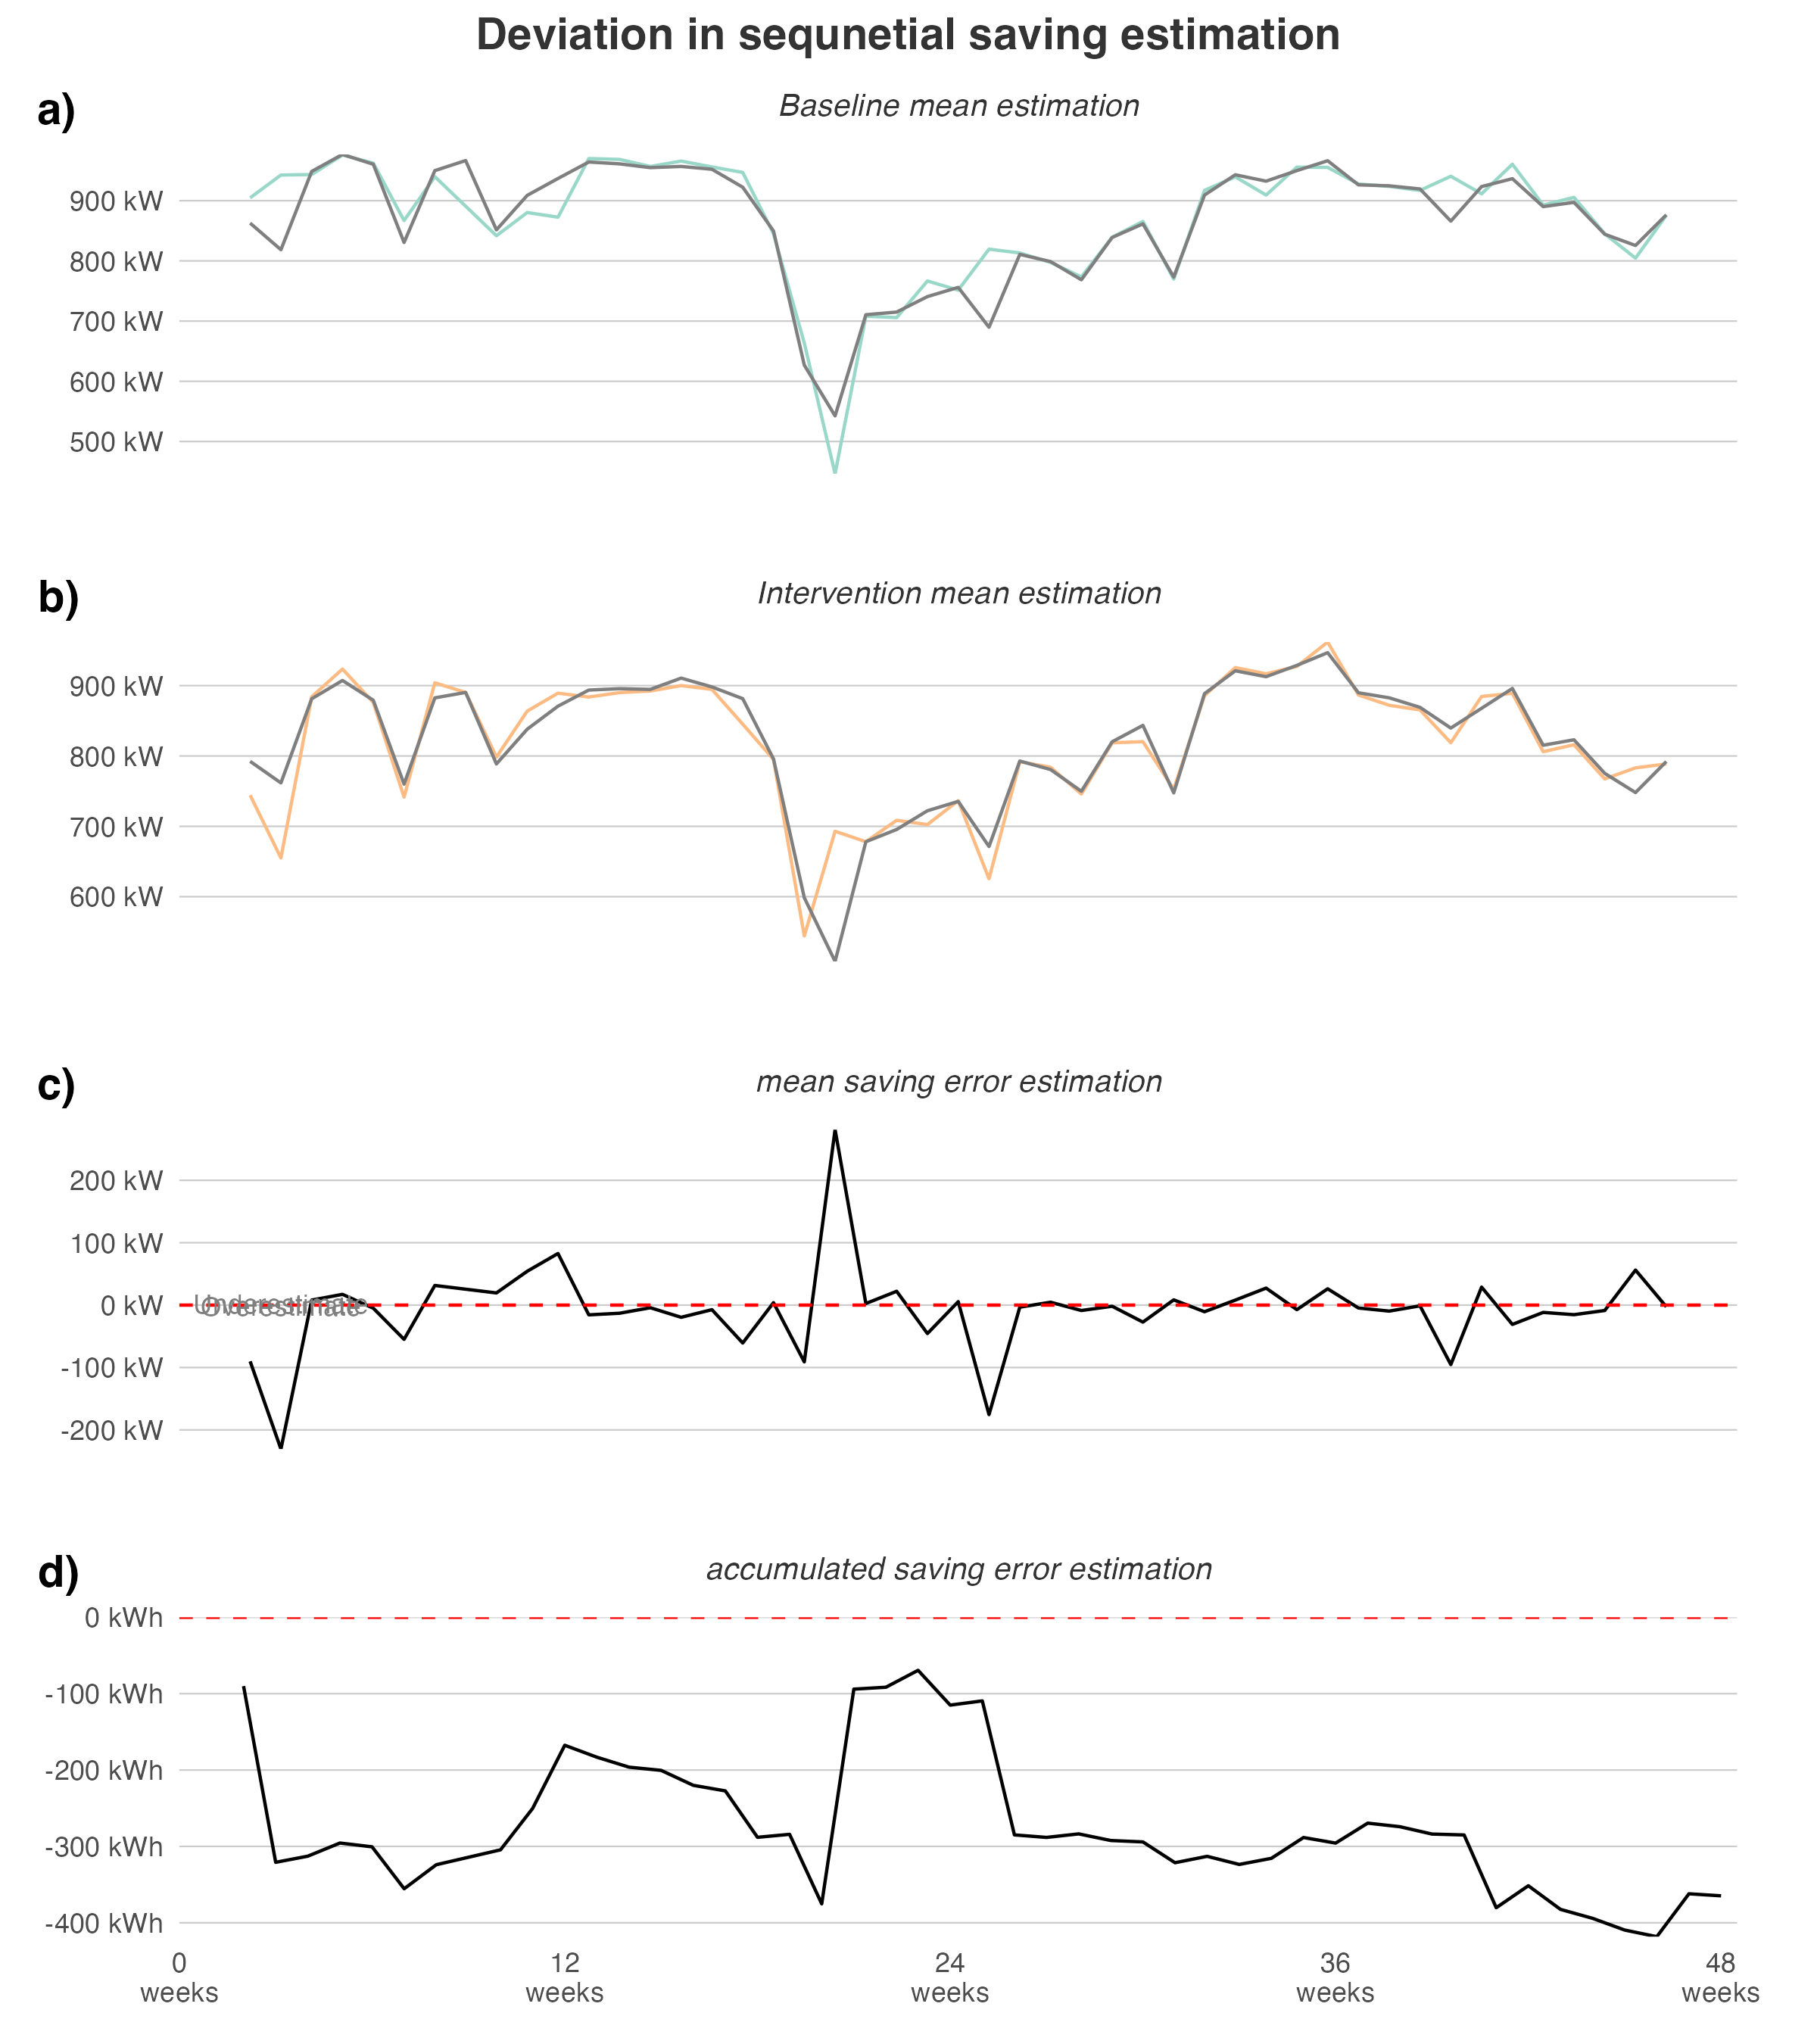 Deviation in sequnetial saving estimation
a)
Baseline mean estimation
900 kW
800 kW
700 kW
600 kW
500 kW
b)
Intervention mean estimation
900 kW
800 kW
700 kW
600 kW
c)
mean saving error estimation
200 kW
100 kW
0 kW
Underestimate
Overestimate
-100 kW
-200 kW
d)
accumulated saving error estimation
0 kWh
-100 kWh
-200 kWh
-300 kWh
-400 kWh
0 12 24 36 48
weeks weeks weeks weeks weeks